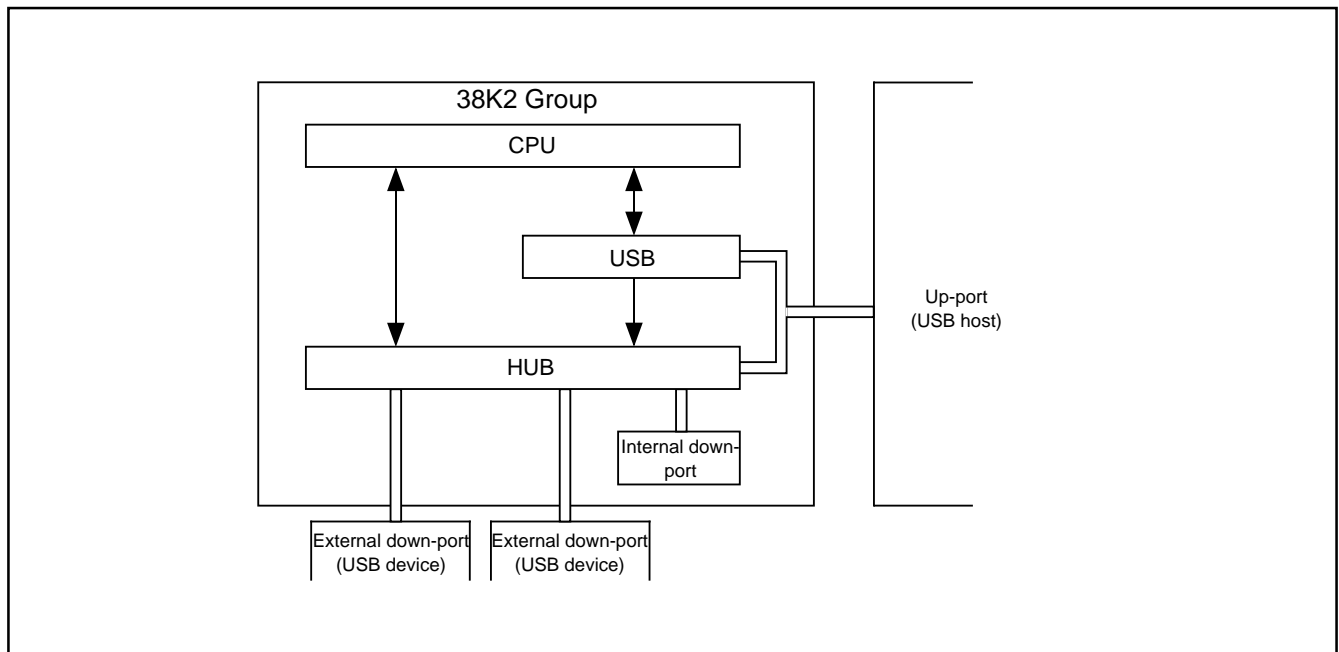 38K2 Group
CPU
USB
Up-port
(USB host)
HUB
Internal down-
port
External down-port
(USB device)
External down-port
(USB device)